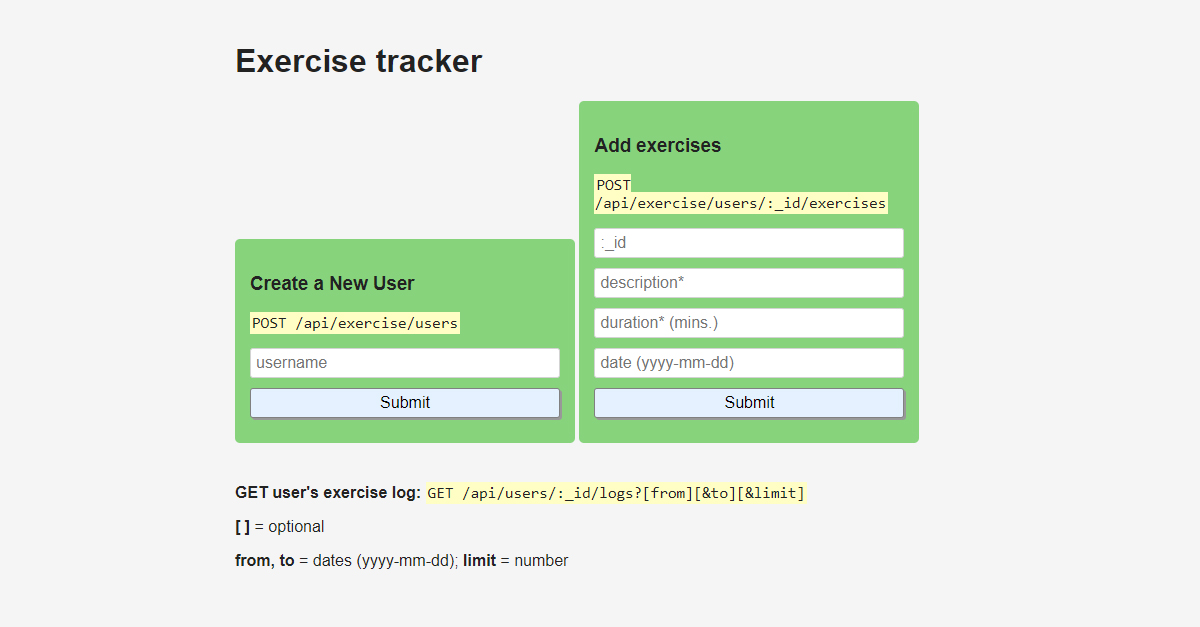 Exercise tracker
Create a New User
POST /api/exercise/users
username
Submit
Add exercises
POST
/api/exercise/users/:_id/exercises
:_id
description*
duration* (mins.)
date (yyyy-mm-dd)
Submit
GET user's exercise log: GET /api/users/:_id/logs?[from][&to][&limit]
[ ] = optional
from, to = dates (yyyy-mm-dd); limit = number